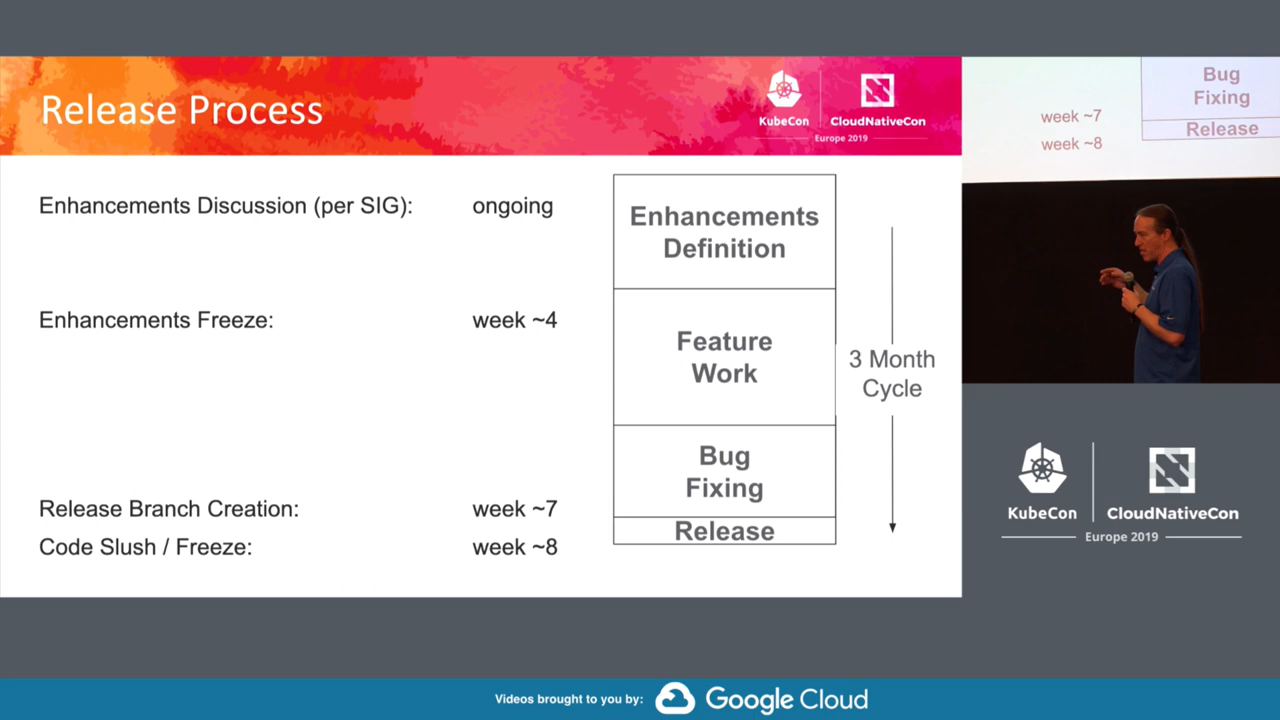 Release Process
KubeCon
CloudNativeCon
Europe 2019
Enhancements Discussion (per SIG): ongoing
Enhancements Freeze: week ~4
Release Branch Creation: week ~7
Code Slush / Freeze: week ~8
Enhancements
Definition
Feature
Work
Bug
Fixing
Release
3 Month
Cycle
Bug
Fixing
Release
week ~7
week ~8
KubeCon
CloudNativeCon
Europe 2019
Videos brought to you by: Google Cloud